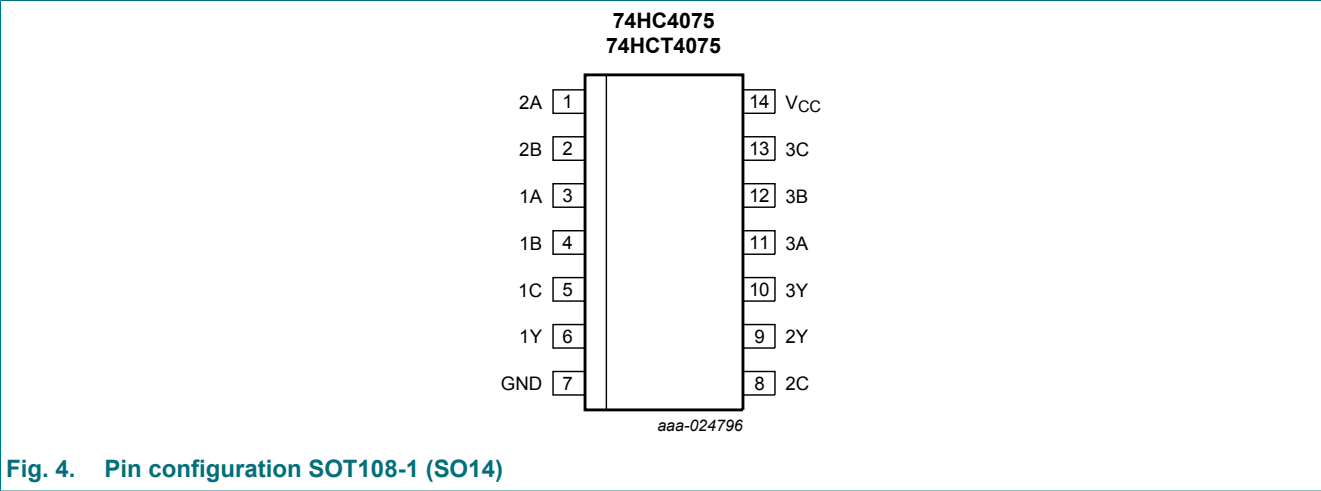 74HC4075
74HCT4075
2A 1 14 VCC
2B 2 13 3C
1A 3 12 3B
1B 4 11 3A
1C 5 10 3Y
1Y 6 9 2Y
GND 7 8 2C
aaa-024796
Fig. 4. Pin configuration SOT108-1 (SO14)